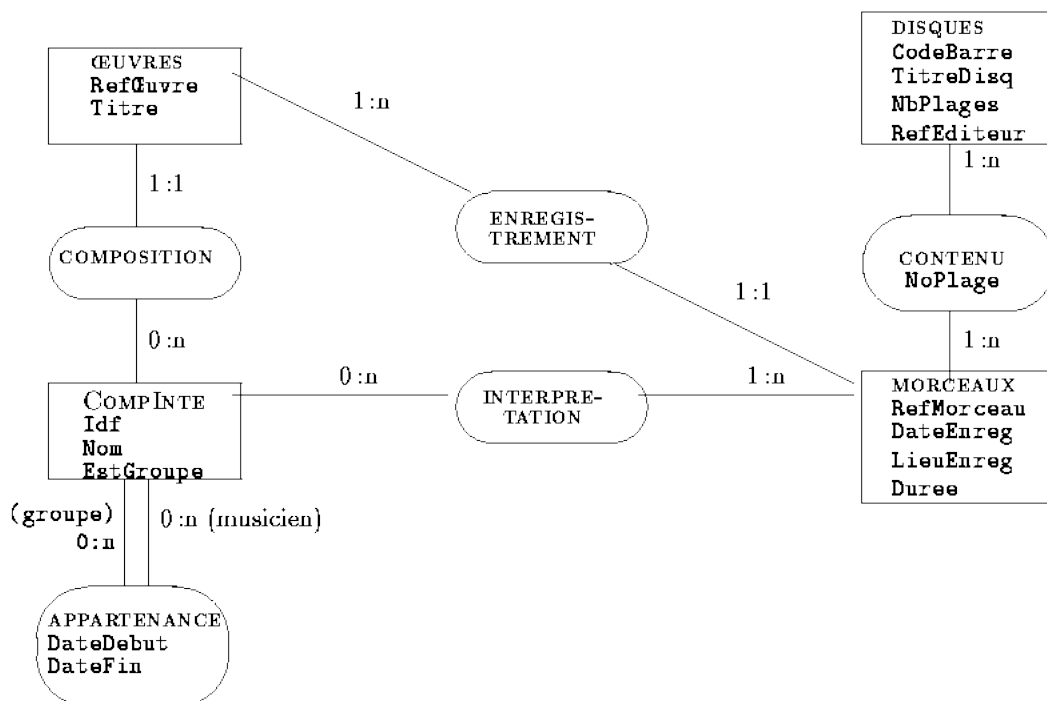 ŒUVRES
RefŒuvre
Titre
1 :n
DISQUES
CodeBarre
TitreDisq
NbPlages
RefEditeur
1 :1
1 :n
ENREGIS-
TREMENT
COMPOSITION
CONTENU
NoPlage
1 :1
0 :n
1 :n
COMPINTE
Idf
Nom
EstGroupe
0 :n
INTERPRE-
TATION
1 :n
MORCEAUX
RefMorceau
DateEnreg
LieuEnreg
Duree
(groupe)
0:n
0 :n (musicien)
APPARTENANCE
DateDebut
DateFin